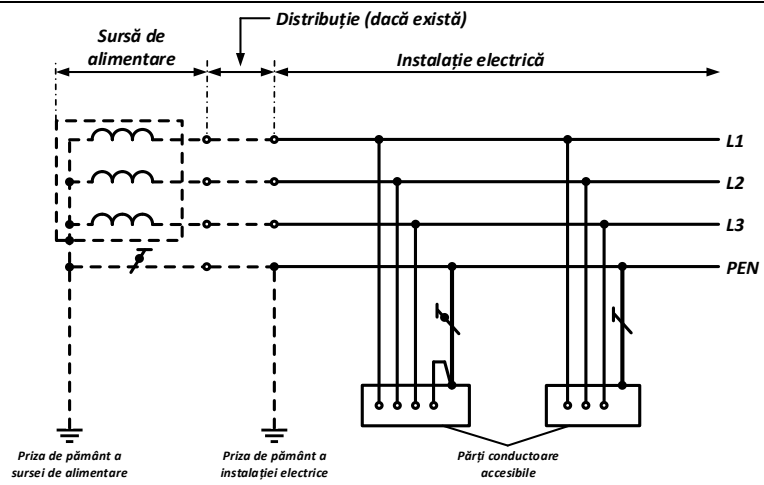 Distribuție (dacă există)
Sursă de
alimentare
Instalație electrică
L1
L2
L3
PEN
Priza de pământ a
sursei de alimentare
Priza de pământ a
instalației electrice
Părți conductoare
accesibile